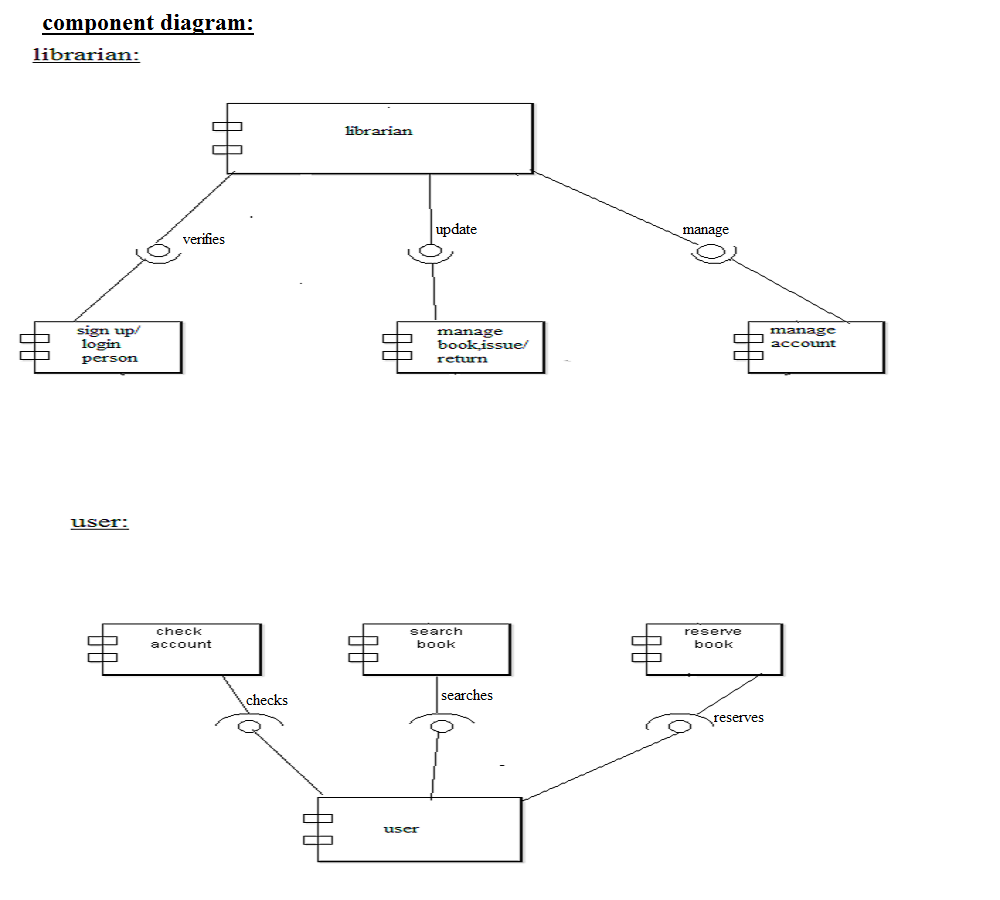 component diagram:
librarian:
librarian
verifies
update
manage
sign up/
login
person
manage
book,issue/
return
manage
account
user:
check
account
search
book
reserve
book
checks
searches
reserves
user